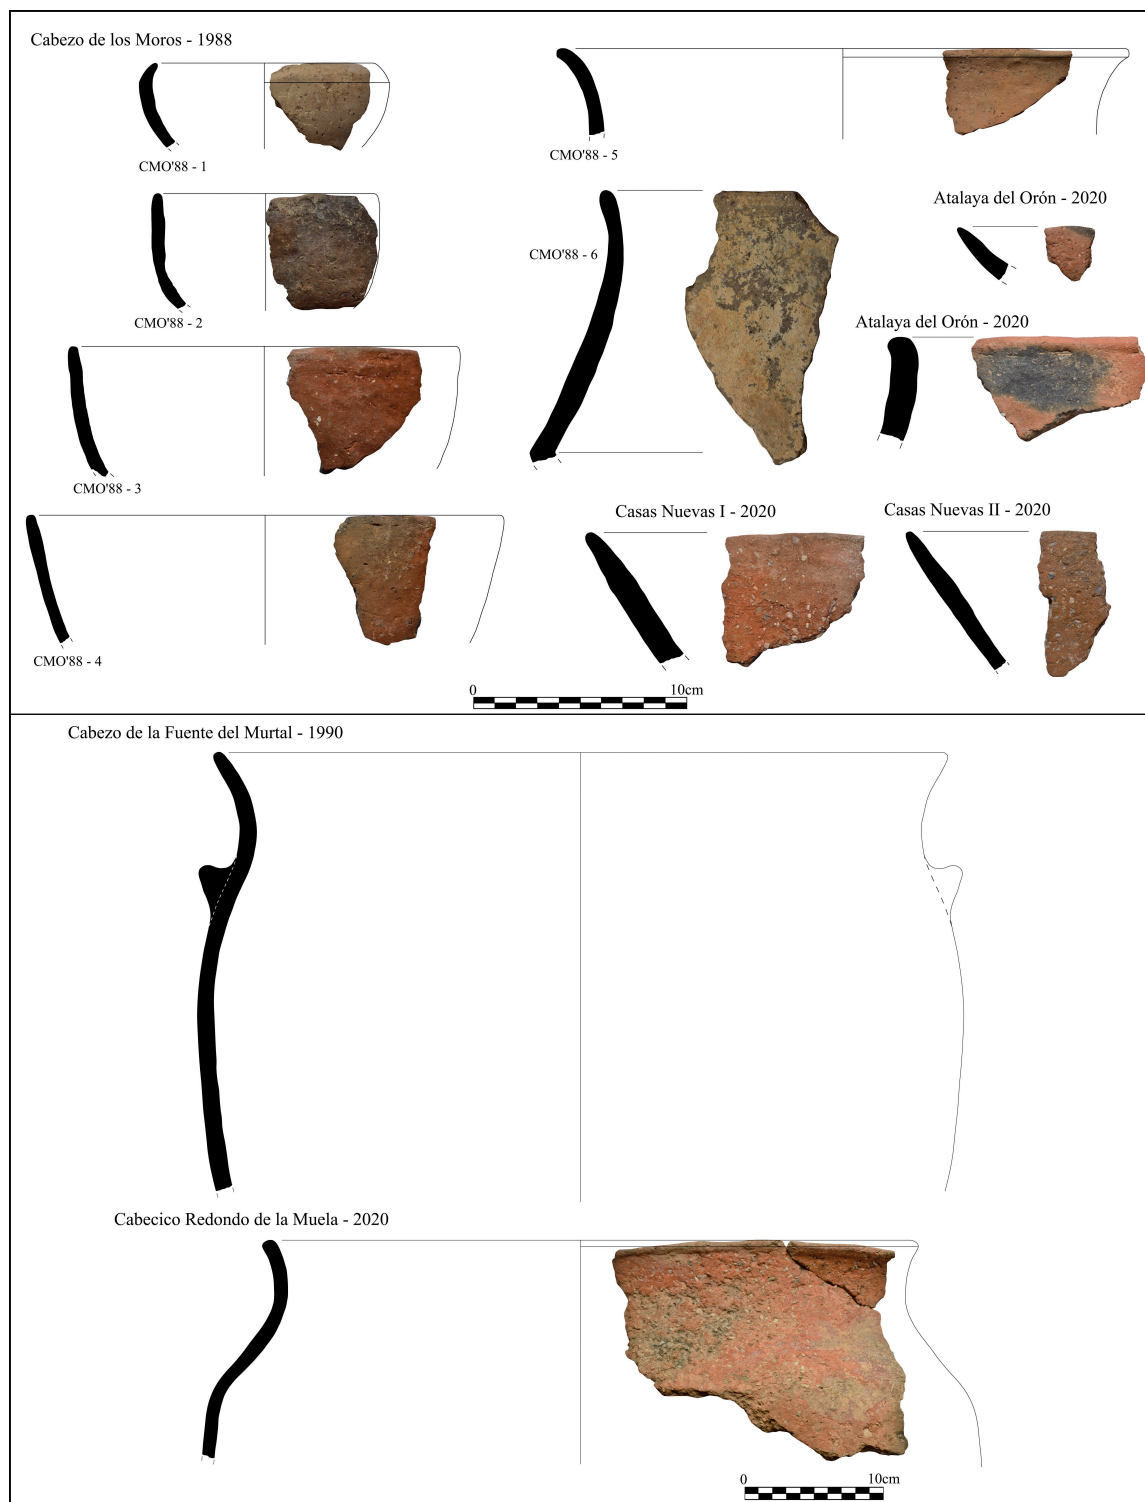 Cabezo de los Moros - 1988
CMO'88 - 1
CMO'88 - 5
CMO'88 - 2
CMO'88 - 6
Atalaya del Orón - 2020
Atalaya del Orón - 2020
CMO'88 - 3
Casas Nuevas I - 2020
Casas Nuevas II - 2020
CMO'88 - 4
0 10cm
Cabezo de la Fuente del Murtal - 1990
Cabecico Redondo de la Muela - 2020
0 10cm